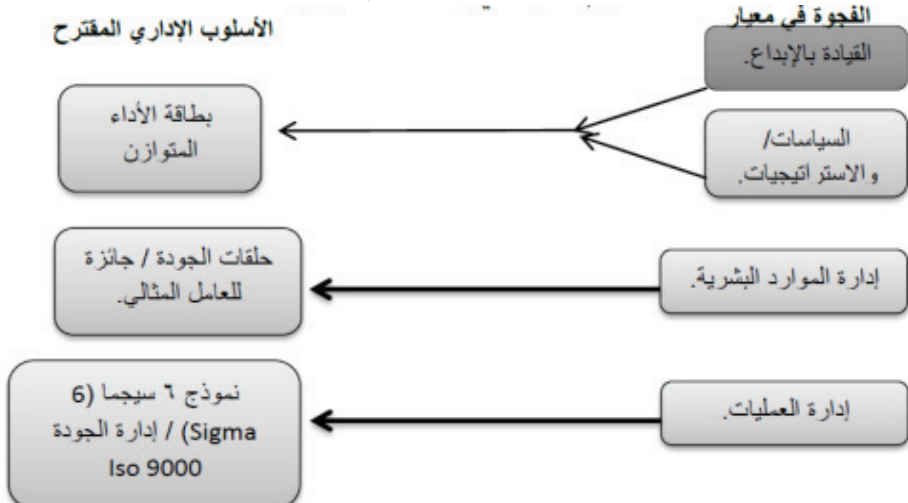 الفجوة في معيار
الأسلوب الإداري المقترح
القيادة بالإبداع.
السياسات/
والاستراتيجيات.
بطاقة الأداء
المتوازن
إدارة الموارد البشرية.
حلقات الجودة / جائزة
للعامل المثالي.
إدارة العمليات.
نموذج ٦ سيجما (6
Sigma) / إدارة الجودة
Iso 9000